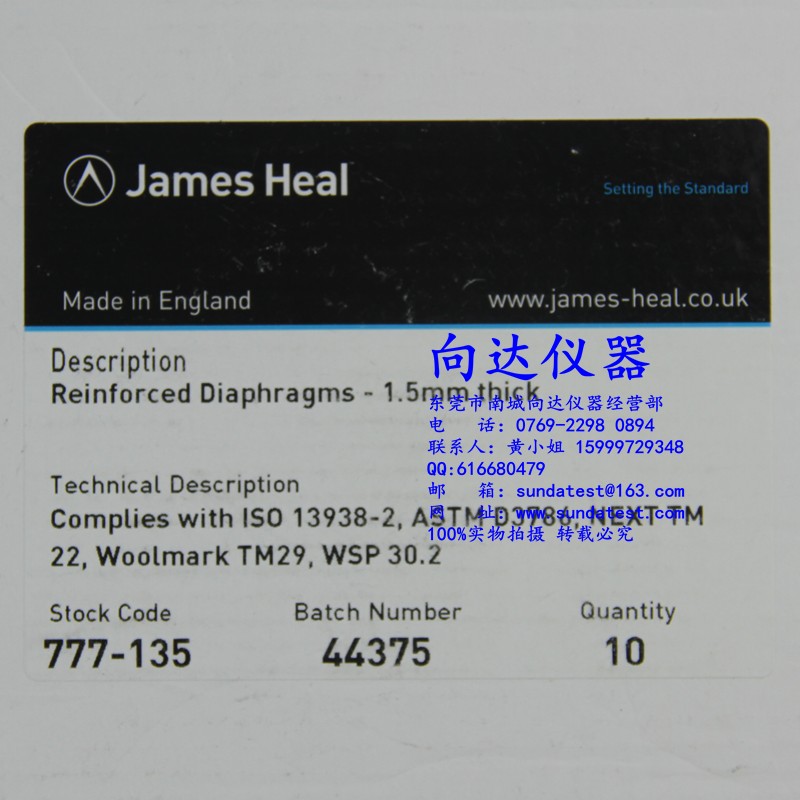 James Heal
Setting the Standard
Made in England
www.james-heal.co.uk
Description
Reinforced Diaphragms - 1.5mm thick
向达仪器
东莞市南城向达仪器经营部
电 话: 0769-2298 0894
联系人: 黄小姐 15999729348
QQ:616680479
邮 箱: sundatest@163.com
网 址: www.sundatest.com
100%实物拍摄 转载必究
Technical Description
Complies with ISO 13938-2, ASTM D3786, NEXT TM
22, Woolmark TM29, WSP 30.2
Stock Code Batch Number Quantity
777-135 44375 10